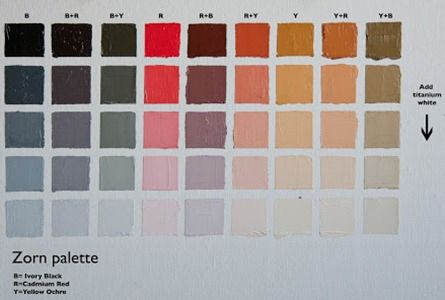 B B+R B+Y R R+B R+Y Y Y+R Y+B
Add
titanium
white
Zorn palette
B= Ivory Black
R=Cadmium Red
Y=Yellow Ochre